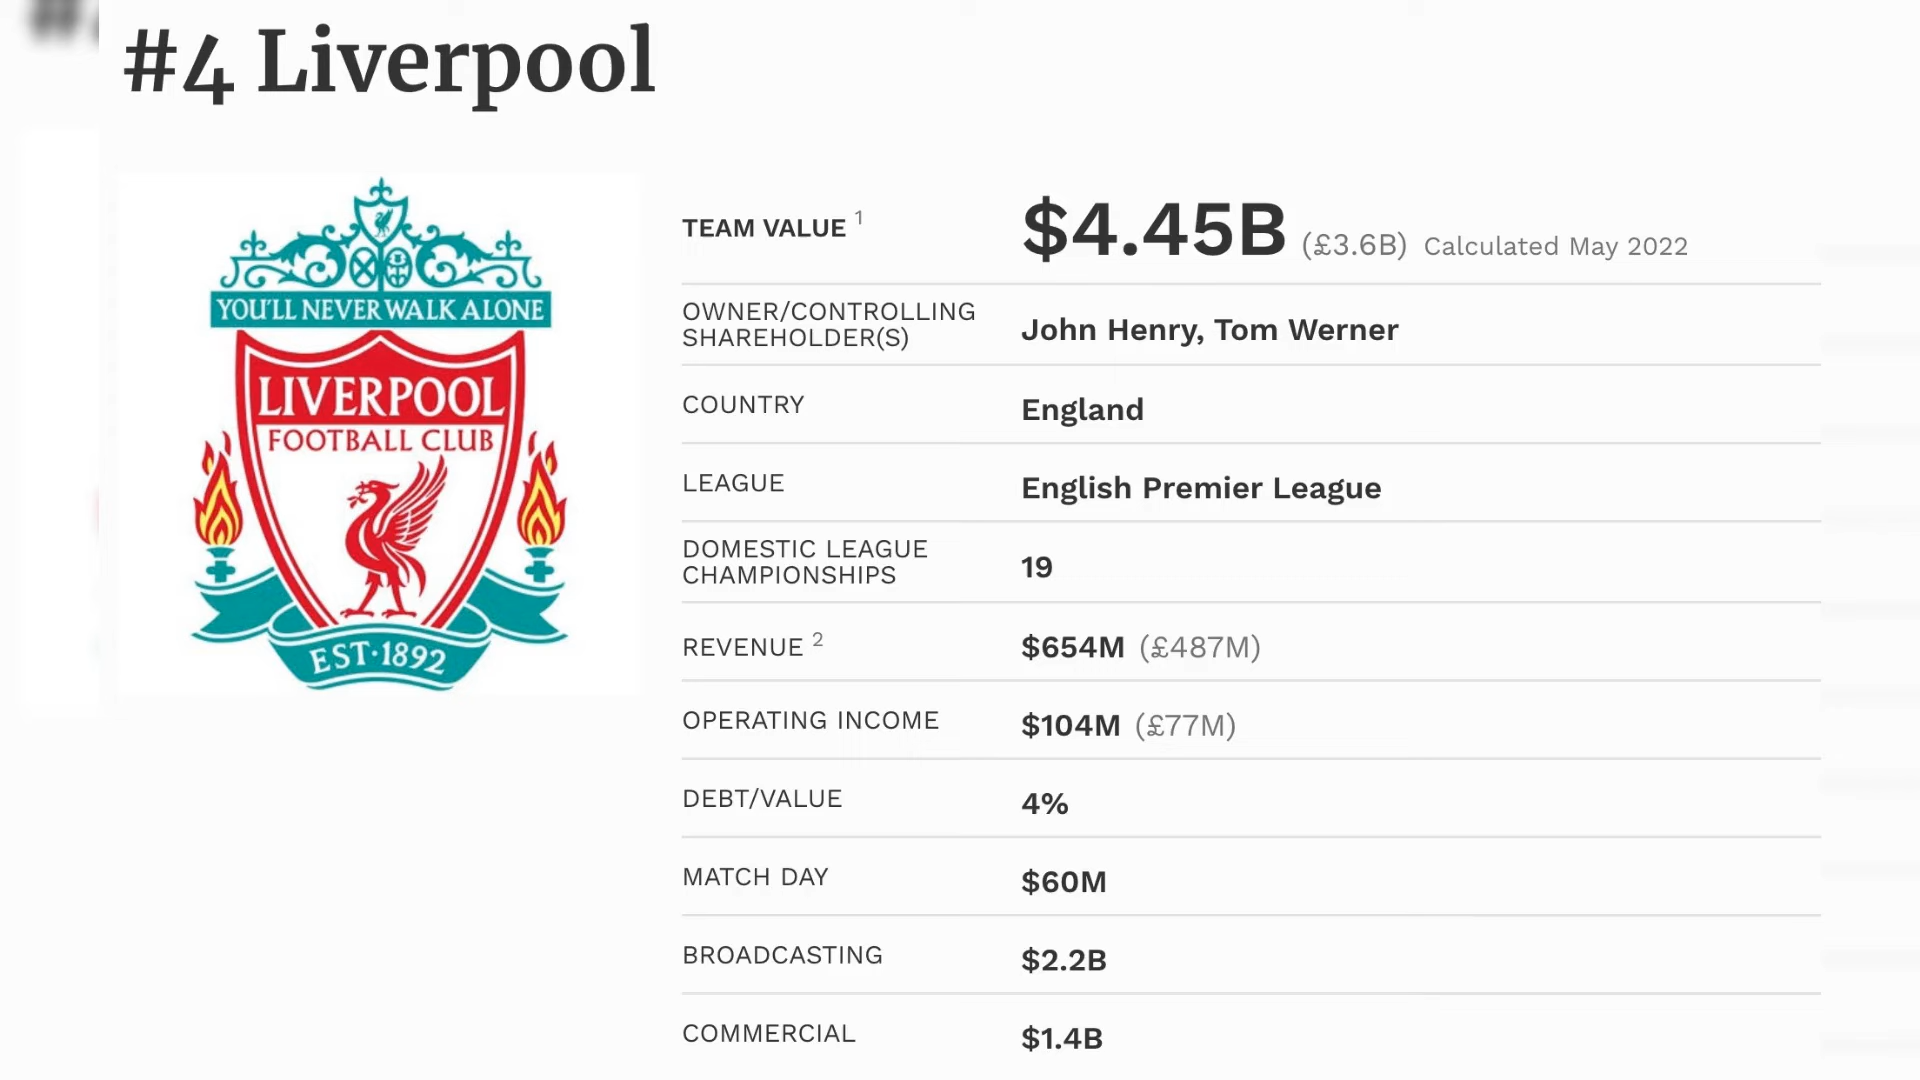 #4 Liverpool
YOU'LL NEVER WALK ALONE
LIVERPOOL
FOOTBALL CLUB
EST·1892
TEAM VALUE 1 $4.45B (£3.6B) Calculated May 2022
OWNER/CONTROLLING
SHAREHOLDER(S) John Henry, Tom Werner
COUNTRY England
LEAGUE English Premier League
DOMESTIC LEAGUE
CHAMPIONSHIPS 19
REVENUE 2 $654M (£487M)
OPERATING INCOME $104M (£77M)
DEBT/VALUE 4%
MATCH DAY $60M
BROADCASTING $2.2B
COMMERCIAL $1.4B